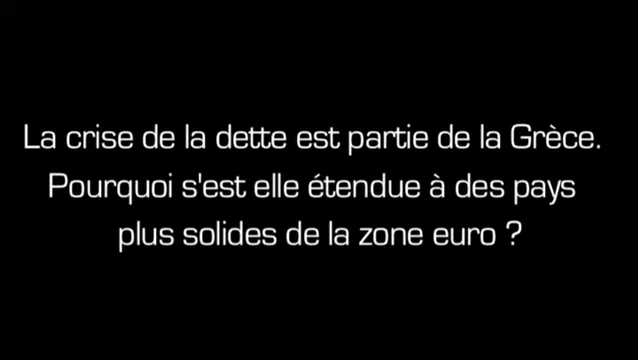 La crise de la dette est partie de la Grèce.
Pourquoi s'est elle étendue à des pays
plus solides de la zone euro ?